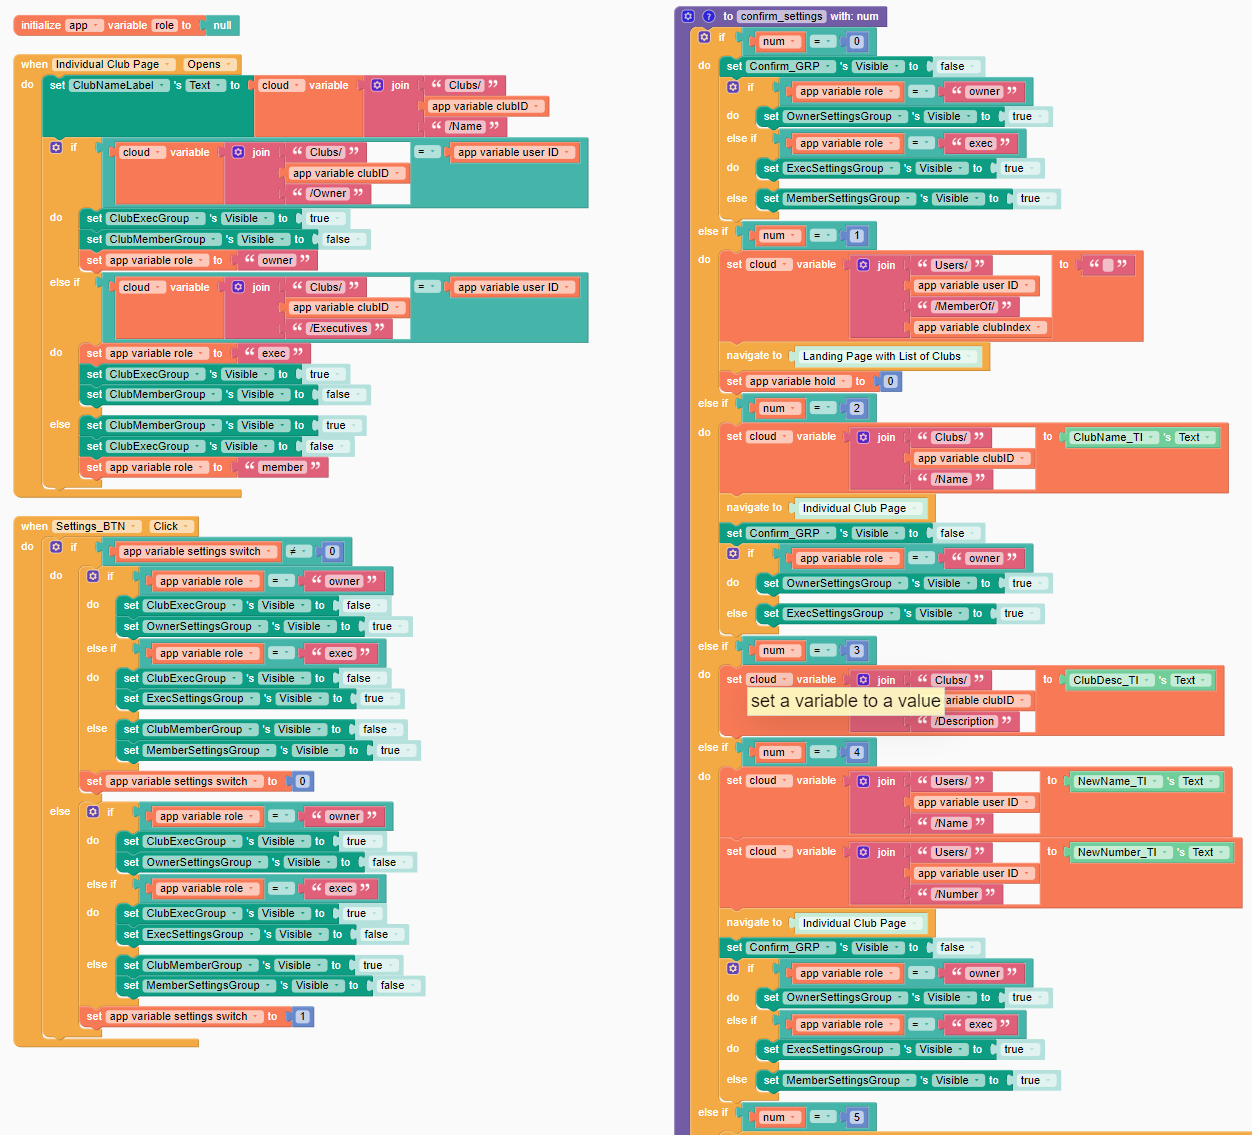 initialize app variable role to null
when Individual Club Page Opens
do set ClubNameLabel 's Text to cloud variable join “ Clubs/ ”
app variable clubID
“ /Name ”
if cloud variable join “ Clubs/ ” = app variable user ID
app variable clubID
“ /Owner ”
do set ClubExecGroup 's Visible to true
set ClubMemberGroup 's Visible to false
set app variable role to “ owner ”
else if cloud variable join “ Clubs/ ” = app variable user ID
app variable clubID
“ /Executives ”
do set app variable role to “ exec ”
set ClubExecGroup 's Visible to true
set ClubMemberGroup 's Visible to false
else set ClubMemberGroup 's Visible to true
set ClubExecGroup 's Visible to false
set app variable role to “ member ”
when Settings_BTN Click
do if app variable settings switch ≠ 0
do if app variable role = “ owner ”
do set ClubExecGroup 's Visible to false
set OwnerSettingsGroup 's Visible to true
else if app variable role = “ exec ”
do set ClubExecGroup 's Visible to false
set ExecSettingsGroup 's Visible to true
else set ClubMemberGroup 's Visible to false
set MemberSettingsGroup 's Visible to true
set app variable settings switch to 0
else if app variable role = “ owner ”
do set ClubExecGroup 's Visible to true
set OwnerSettingsGroup 's Visible to false
else if app variable role = “ exec ”
do set ClubExecGroup 's Visible to true
set ExecSettingsGroup 's Visible to false
else set ClubMemberGroup 's Visible to true
set MemberSettingsGroup 's Visible to false
set app variable settings switch to 1
? to confirm_settings with: num
if num = 0
do set Confirm_GRP 's Visible to false
if app variable role = “ owner ”
do set OwnerSettingsGroup 's Visible to true
else if app variable role = “ exec ”
do set ExecSettingsGroup 's Visible to true
else set MemberSettingsGroup 's Visible to true
else if num = 1
do set cloud variable join “ Users/ ” to “ ”
app variable user ID
“ /MemberOf/ ”
app variable clubIndex
navigate to Landing Page with List of Clubs
set app variable hold to 0
else if num = 2
do set cloud variable join “ Clubs/ ” to ClubName_TI 's Text
app variable clubID
“ /Name ”
navigate to Individual Club Page
set Confirm_GRP 's Visible to false
if app variable role = “ owner ”
do set OwnerSettingsGroup 's Visible to true
else set ExecSettingsGroup 's Visible to true
else if num = 3
do set cloud variable join “ Clubs/ ” to ClubDesc_TI 's Text
set a variable to a value
variable clubID
“ /Description ”
else if num = 4
do set cloud variable join “ Users/ ” to NewName_TI 's Text
app variable user ID
“ /Name ”
set cloud variable join “ Users/ ” to NewNumber_TI 's Text
app variable user ID
“ /Number ”
navigate to Individual Club Page
set Confirm_GRP 's Visible to false
if app variable role = “ owner ”
do set OwnerSettingsGroup 's Visible to true
else if app variable role = “ exec ”
do set ExecSettingsGroup 's Visible to true
else set MemberSettingsGroup 's Visible to true
else if num = 5